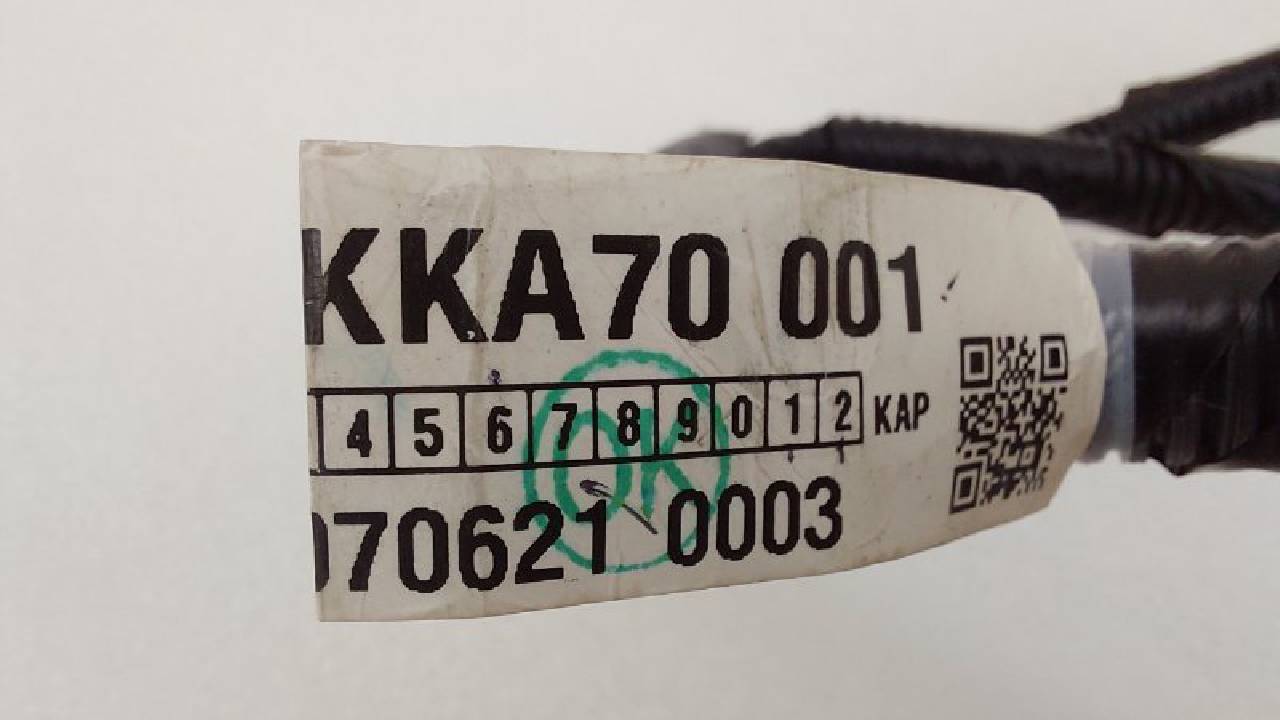 KKA70 001
4 5 6 7 8 9 0 1 2 KAP
OK
070621 0003